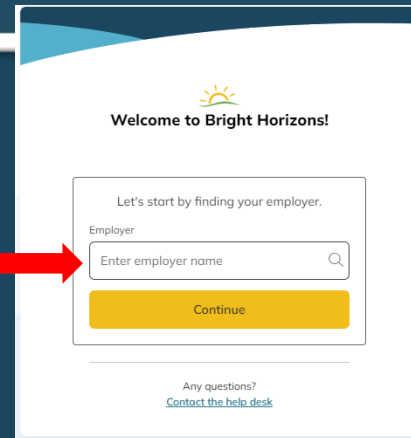 Welcome to Bright Horizons!
Let's start by finding your employer.
Employer
Enter employer name
Continue
Any questions?
Contact the help desk